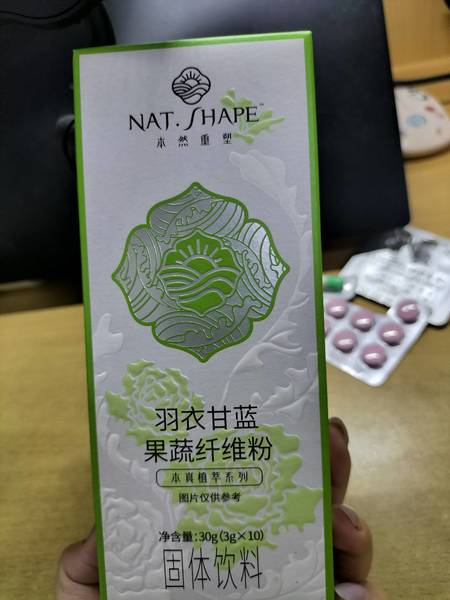 NAT. SHAPE™
本然重塑
羽衣甘蓝
果蔬纤维粉
本真植萃系列
图片仅供参考
净含量:30g(3g×10)
固体饮料